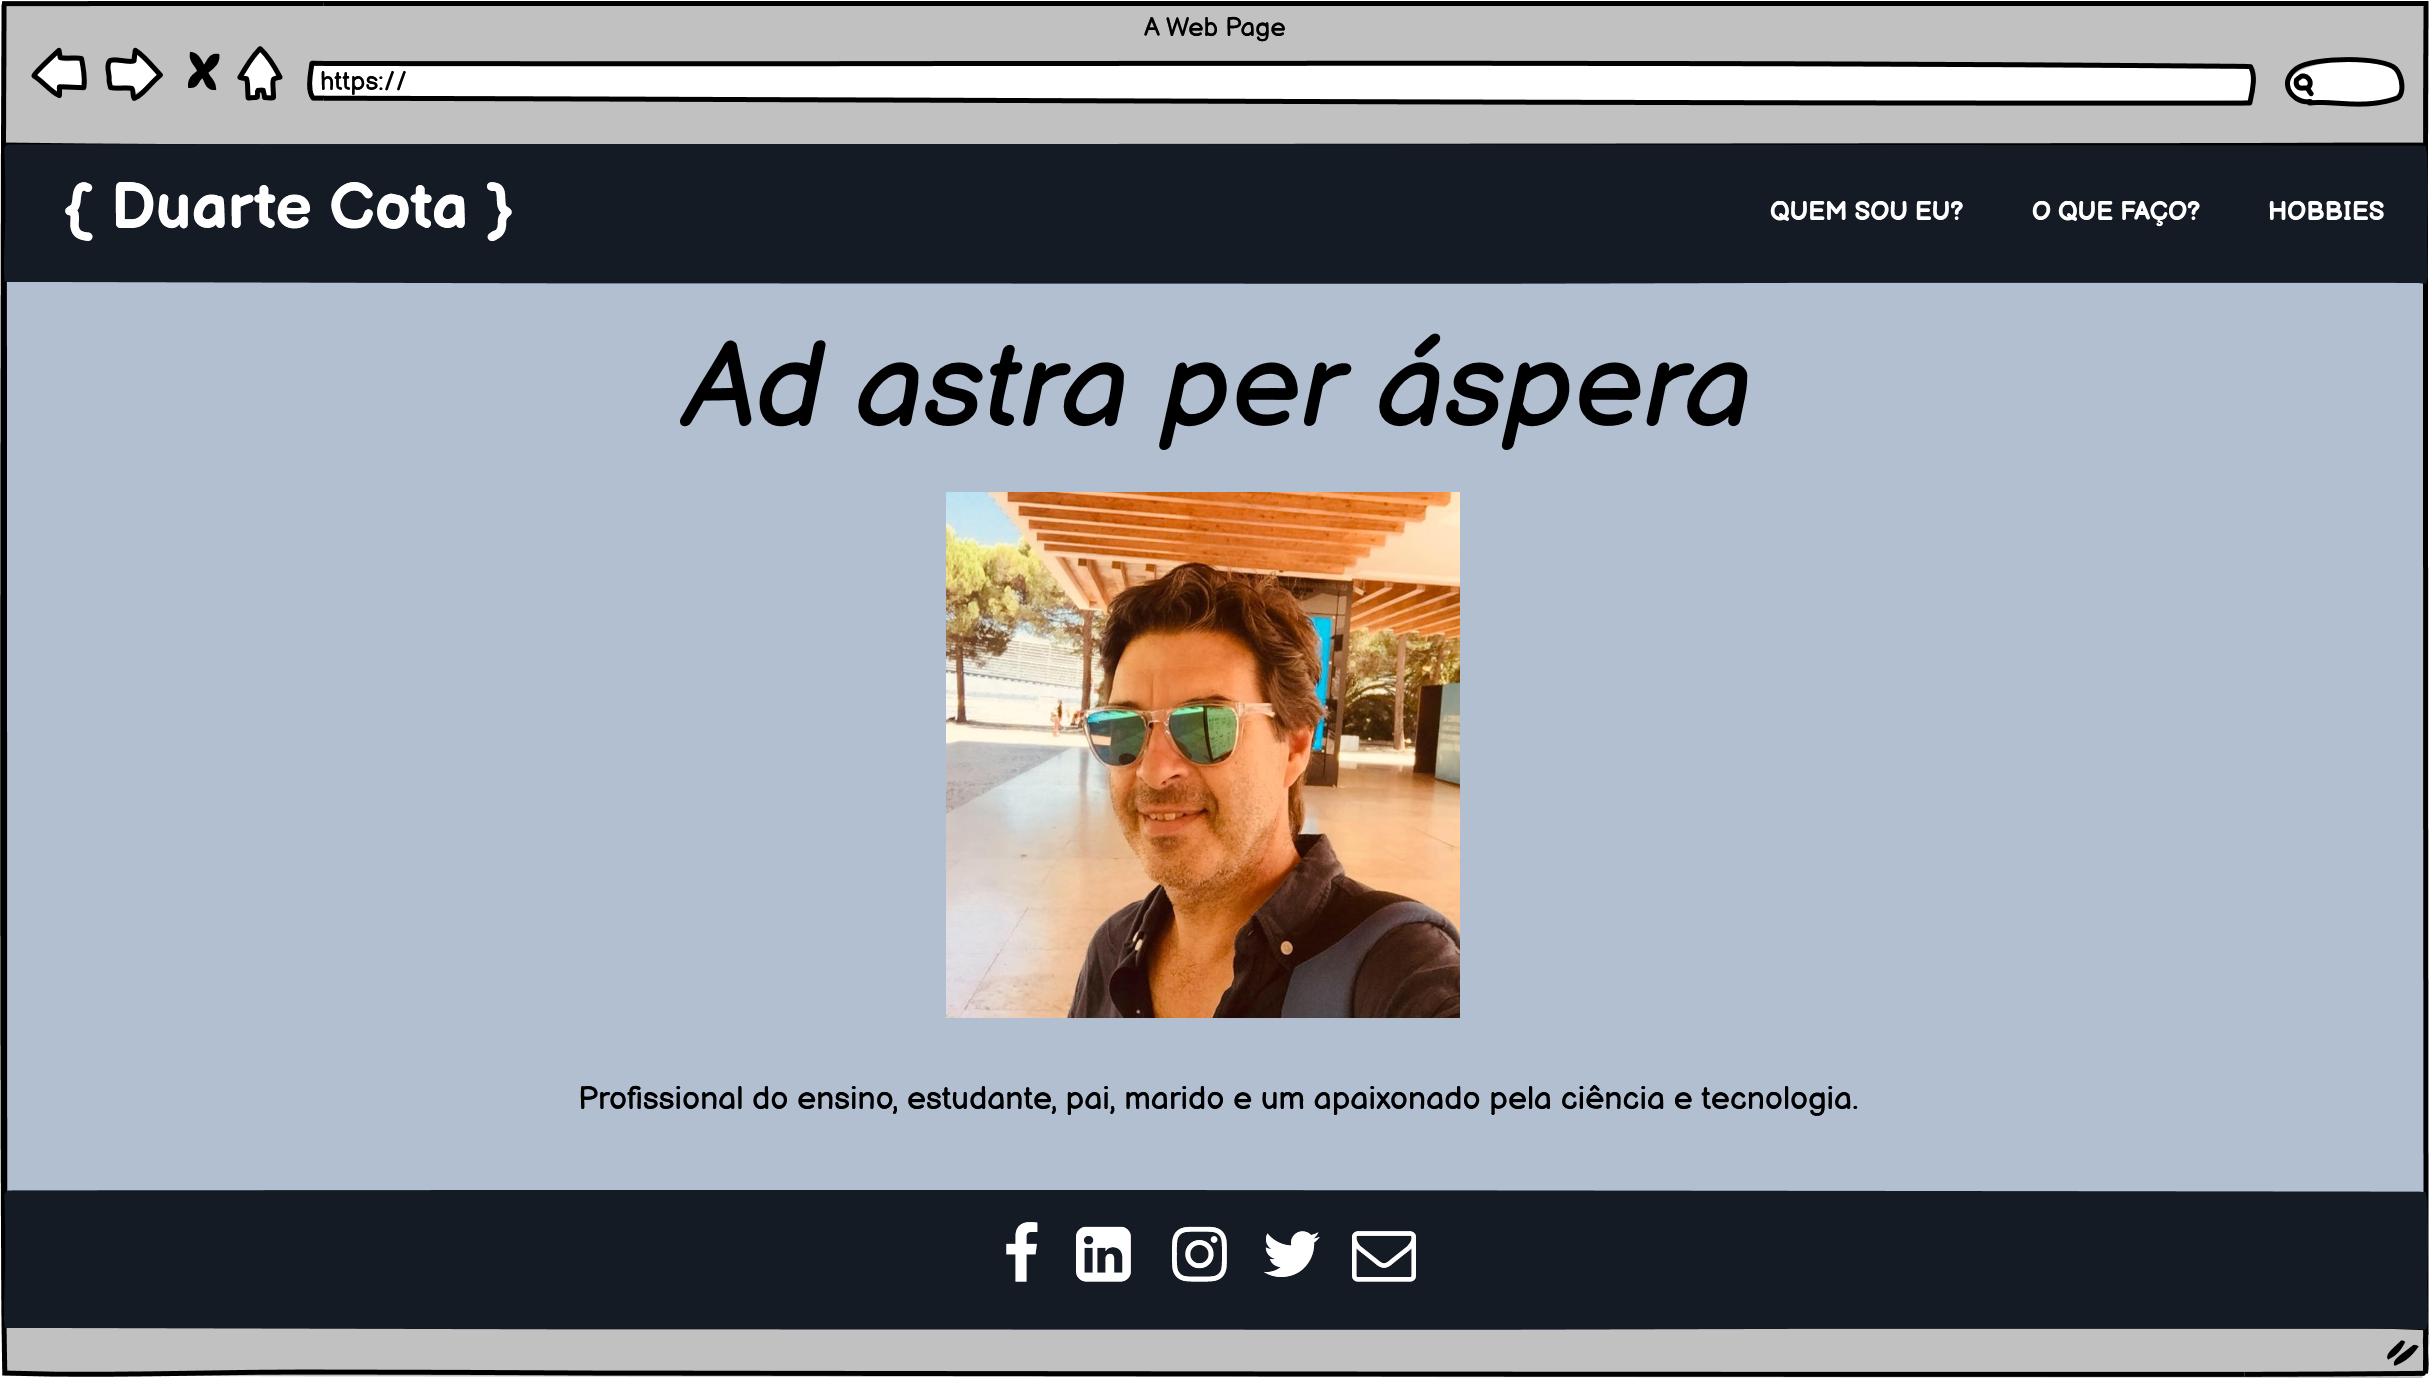 A Web Page
https://
{ Duarte Cota }
QUEM SOU EU?
O QUE FAÇO?
HOBBIES
Ad astra per áspera
Profissional do ensino, estudante, pai, marido e um apaixonado pela ciência e tecnologia.